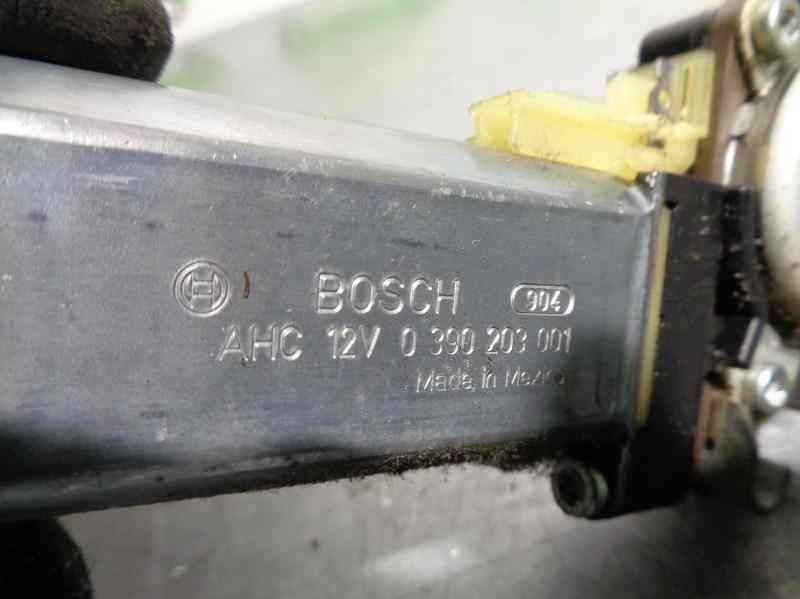 BOSCH 904
AHC 12V 0 390 203 001
Made in Mexico